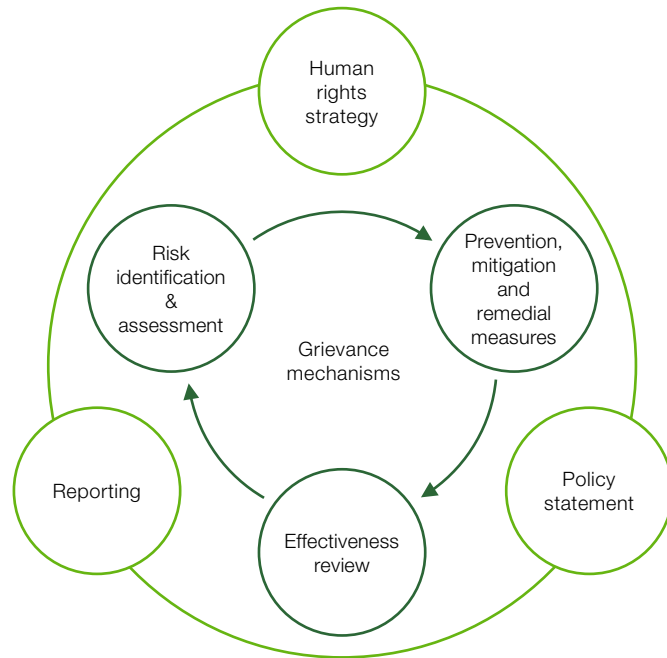 Human
rights
strategy
Risk
identification
&
assessment
Prevention,
mitigation
and
remedial
measures
Grievance
mechanisms
Reporting
Policy
statement
Effectiveness
review